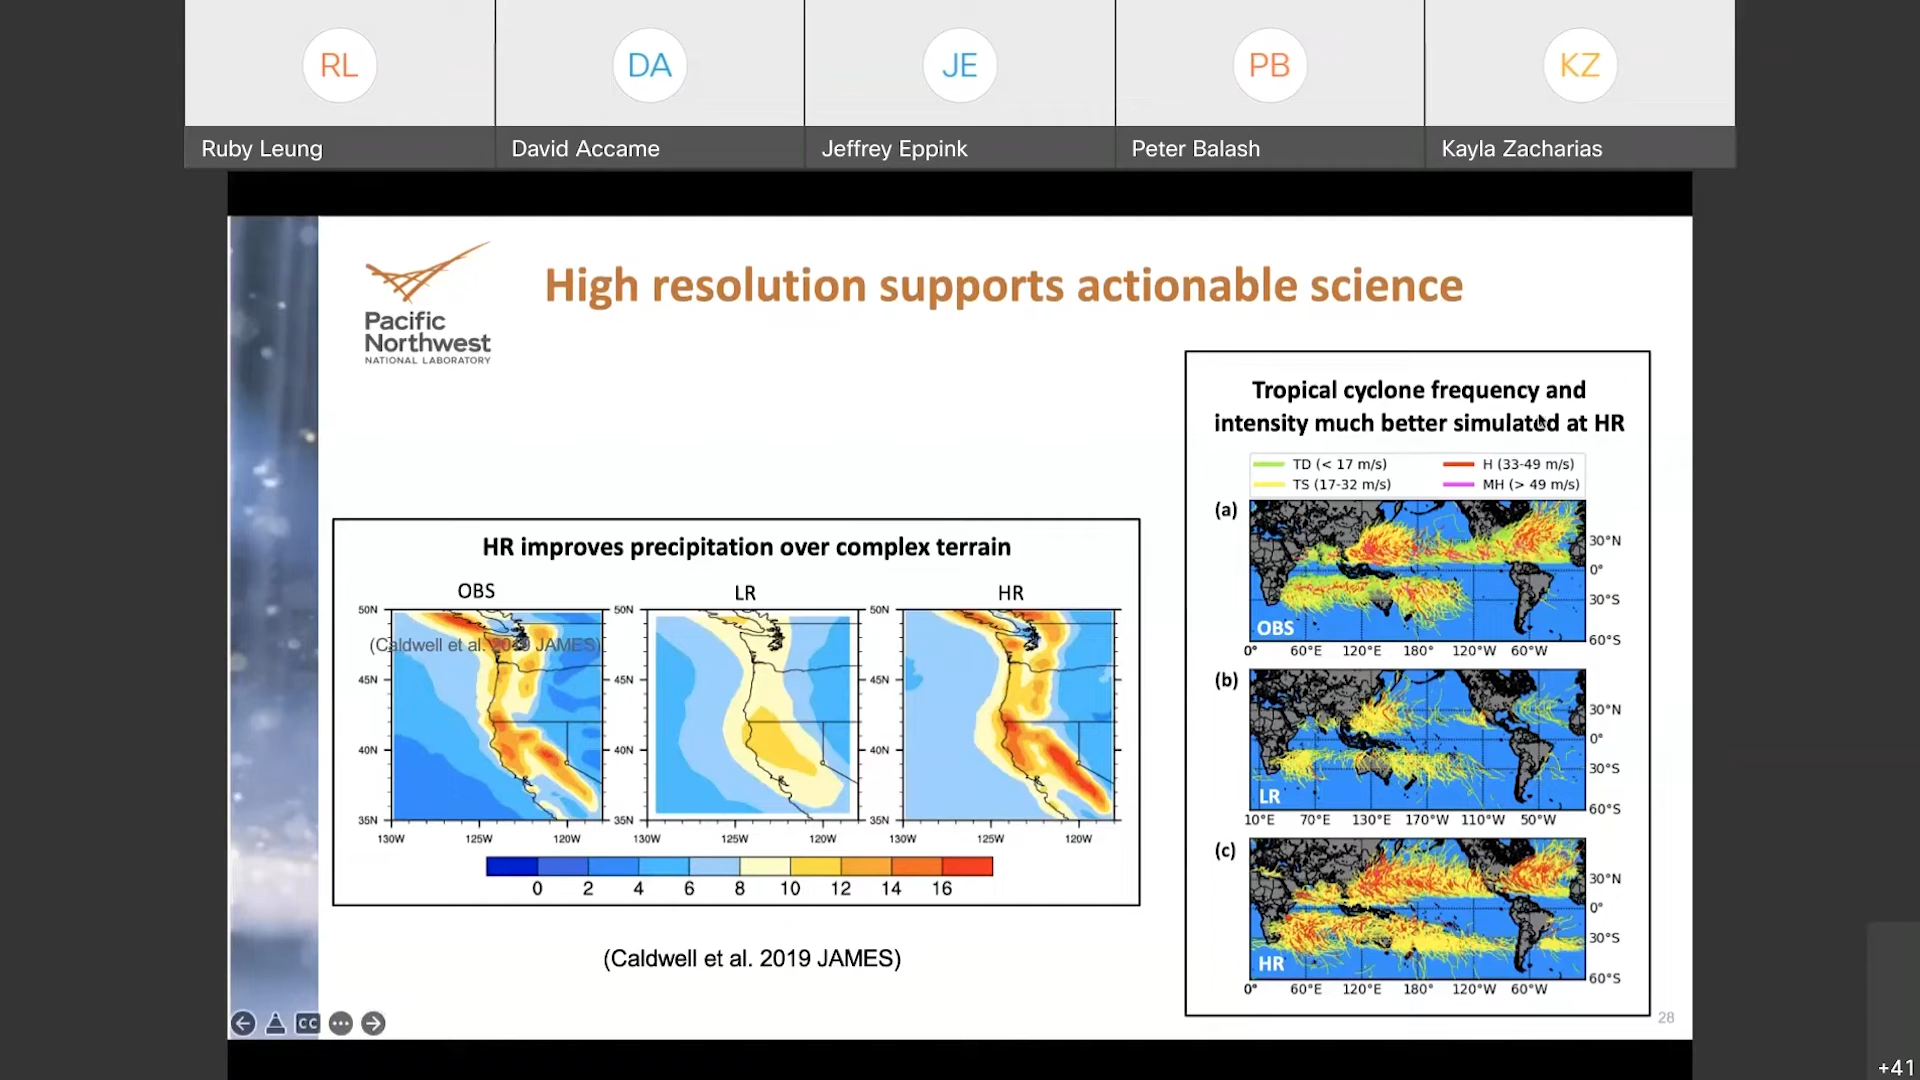 RL
DA
JE
PB
KZ
Ruby Leung
David Accame
Jeffrey Eppink
Peter Balash
Kayla Zacharias
Pacific
Northwest
NATIONAL LABORATORY
High resolution supports actionable science
HR improves precipitation over complex terrain
OBS
LR
HR
50N
50N
50N
(Caldwell et al. 2019 JAMES)
45N
45N
45N
40N
40N
40N
35N
35N
35N
130W 125W 120W
130W 125W 120W
130W 125W 120W
0 2 4 6 8 10 12 14 16
(Caldwell et al. 2019 JAMES)
Tropical cyclone frequency and
intensity much better simulated at HR
TD (< 17 m/s) H (33-49 m/s)
TS (17-32 m/s) MH (> 49 m/s)
(a)
30°N
0°
30°S
OBS
60°S
0° 60°E 120°E 180° 120°W 60°W
(b)
30°N
0°
30°S
LR
60°S
10°E 70°E 130°E 170°W 110°W 50°W
(c)
30°N
0°
30°S
HR
60°S
0° 60°E 120°E 180° 120°W 60°W
28
CC
+41